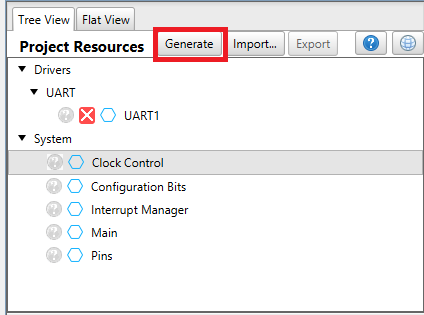 Tree View Flat View
Project Resources Generate Import... Export ?
Drivers
UART
? UART1
System
? Clock Control
? Configuration Bits
? Interrupt Manager
? Main
? Pins